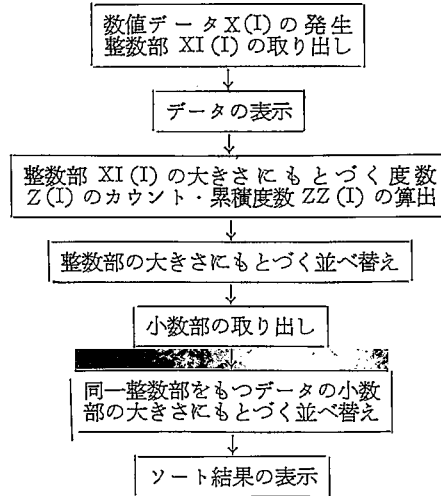 数値データX(I)の発生
整数部 XI(I)の取り出し
データの表示
整数部 XI(I)の大きさにもとづく度数
Z(I)のカウント・累積度数 ZZ(I)の算出
整数部の大きさにもとづく並べ替え
小数部の取り出し
同一整数部をもつデータの小数
部の大きさにもとづく並べ替え
ソート結果の表示